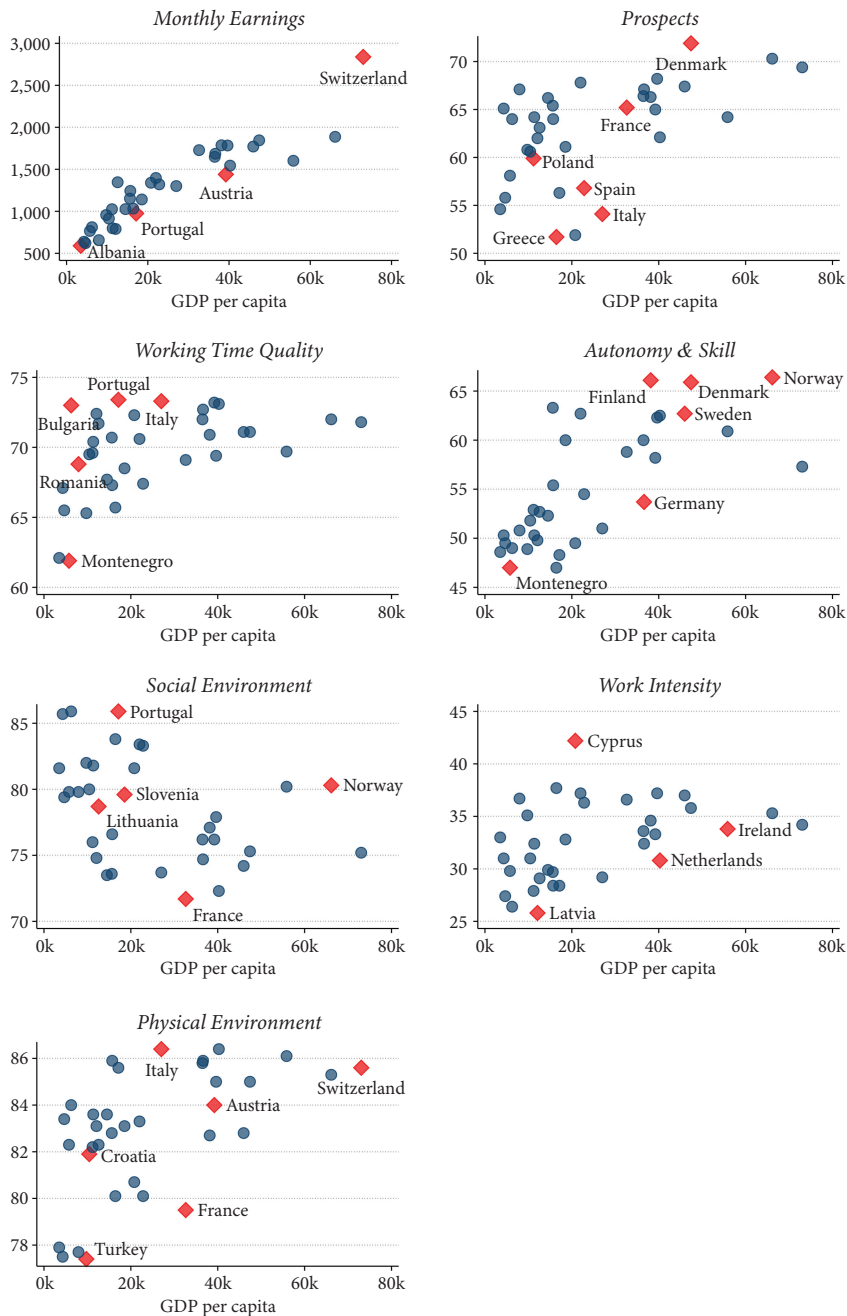 Monthly Earnings
3,000
2,500
2,000
1,500
1,000
500
Switzerland
Austria
Portugal
Albania
0k 20k 40k 60k 80k
GDP per capita
Prospects
70
65
60
55
50
Denmark
France
Poland
Spain
Italy
Greece
0k 20k 40k 60k 80k
GDP per capita
Working Time Quality
75
70
65
60
Portugal
Bulgaria
Italy
Romania
Montenegro
0k 20k 40k 60k 80k
GDP per capita
Autonomy & Skill
65
60
55
50
45
Norway
Finland
Denmark
Sweden
Germany
Montenegro
0k 20k 40k 60k 80k
GDP per capita
Social Environment
85
80
75
70
Portugal
Norway
Slovenia
Lithuania
France
0k 20k 40k 60k 80k
GDP per capita
Work Intensity
45
40
35
30
25
Cyprus
Ireland
Netherlands
Latvia
0k 20k 40k 60k 80k
GDP per capita
Physical Environment
86
84
82
80
78
Italy
Switzerland
Austria
Croatia
France
Turkey
0k 20k 40k 60k 80k
GDP per capita